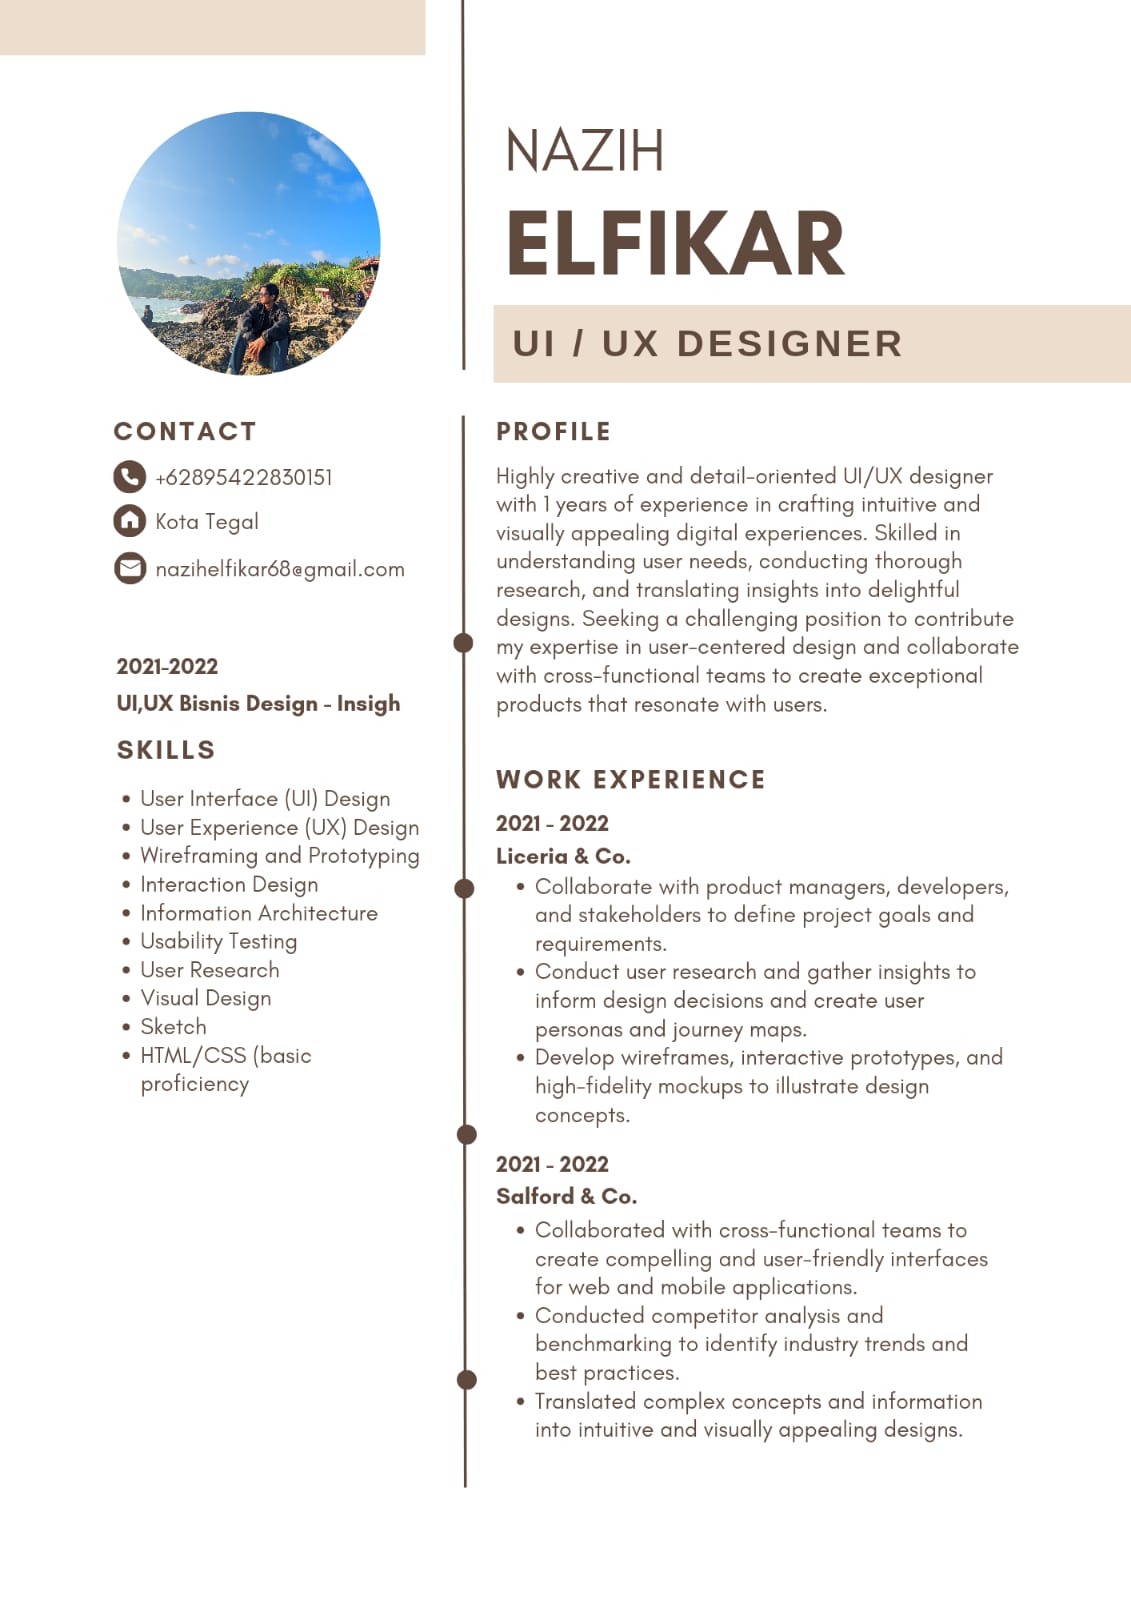 NAZIH
ELFIKAR
UI / UX DESIGNER
CONTACT
+62895422830151
Kota Tegal
nazihelfikar68@gmail.com
2021-2022
UI,UX Bisnis Design - Insigh
SKILLS
• User Interface (UI) Design
• User Experience (UX) Design
• Wireframing and Prototyping
• Interaction Design
• Information Architecture
• Usability Testing
• User Research
• Visual Design
• Sketch
• HTML/CSS (basic
proficiency
PROFILE
Highly creative and detail-oriented UI/UX designer
with 1 years of experience in crafting intuitive and
visually appealing digital experiences. Skilled in
understanding user needs, conducting thorough
research, and translating insights into delightful
designs. Seeking a challenging position to contribute
my expertise in user-centered design and collaborate
with cross-functional teams to create exceptional
products that resonate with users.
WORK EXPERIENCE
2021 - 2022
Liceria & Co.
• Collaborate with product managers, developers,
and stakeholders to define project goals and
requirements.
• Conduct user research and gather insights to
inform design decisions and create user
personas and journey maps.
• Develop wireframes, interactive prototypes, and
high-fidelity mockups to illustrate design
concepts.
2021 - 2022
Salford & Co.
• Collaborated with cross-functional teams to
create compelling and user-friendly interfaces
for web and mobile applications.
• Conducted competitor analysis and
benchmarking to identify industry trends and
best practices.
• Translated complex concepts and information
into intuitive and visually appealing designs.